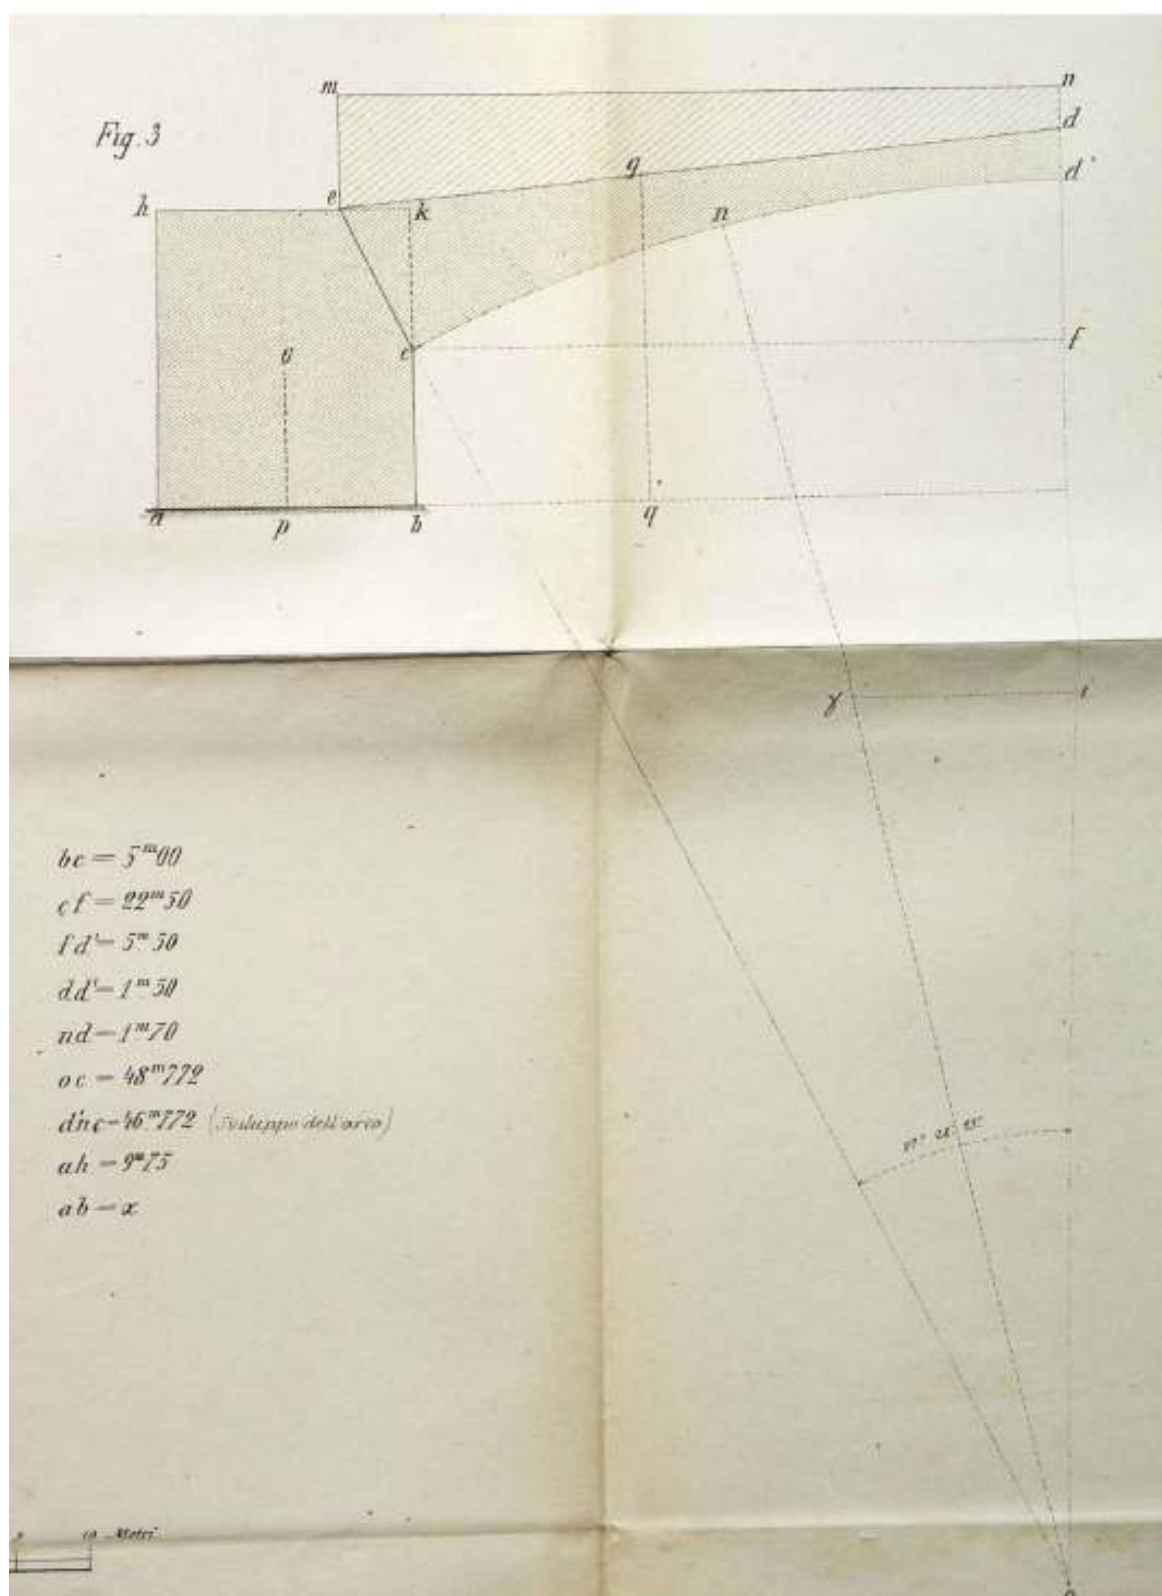 m n
Fig. 3
d
g
d'
h e k n
G c f
a p b q'
γ i
bc = 5ᵐ00
cf = 22ᵐ50
fd' = 5ᵐ50
dd' = 1ᵐ50
nd = 1ᵐ70
oc = 48ᵐ772
d'nc = 46ᵐ772 (Sviluppo dell'arco)
ah = 9ᵐ75
ab = x
10 Metri
o